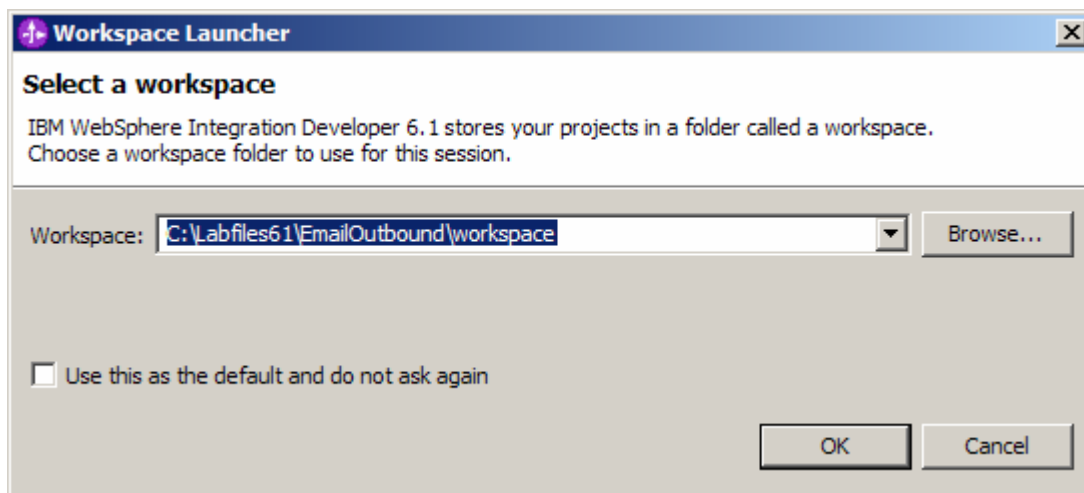 Workspace Launcher
Select a workspace
IBM WebSphere Integration Developer 6.1 stores your projects in a folder called a workspace.
Choose a workspace folder to use for this session.
Workspace: C:\Labfiles61\EmailOutbound\workspace Browse...
Use this as the default and do not ask again
OK Cancel